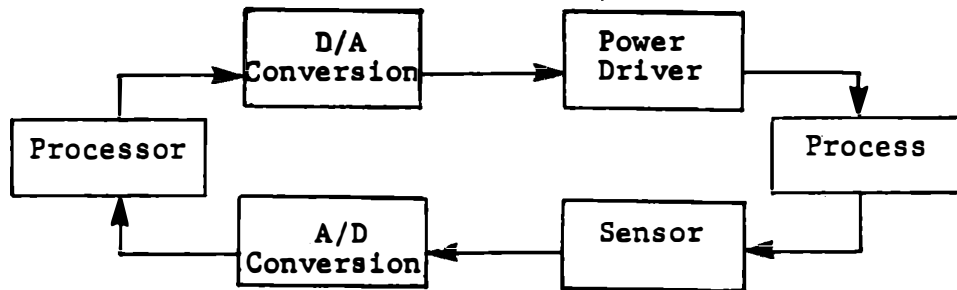 D/A
Conversion
Power
Driver
Processor
Process
A/D
Conversion
Sensor